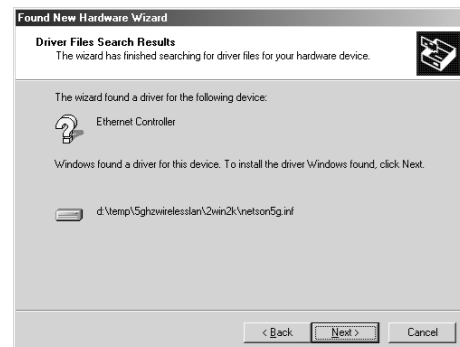 Found New Hardware Wizard
Driver Files Search Results
The wizard has finished searching for driver files for your hardware device.
The wizard found a driver for the following device:
Ethernet Controller
Windows found a driver for this device. To install the driver Windows found, click Next.
d:\temp\5ghzwirelesslan\2win2k\netson5g.inf
< Back Next > Cancel